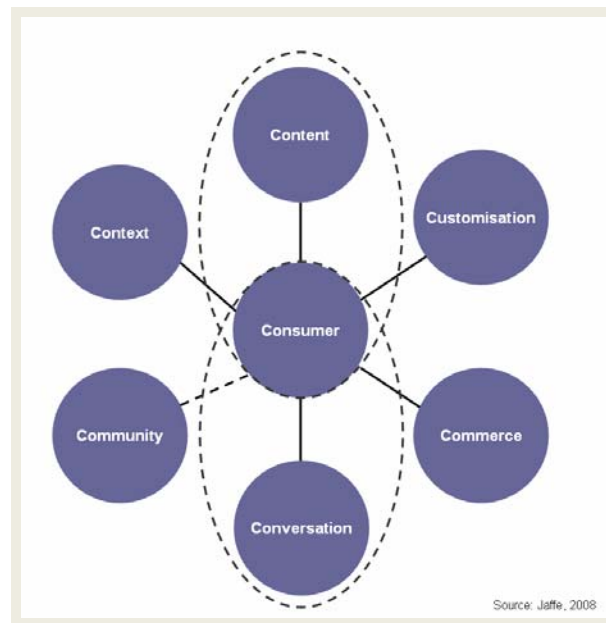 Content
Customisation
Context
Consumer
Community
Commerce
Conversation
Source: Jaffe, 2008